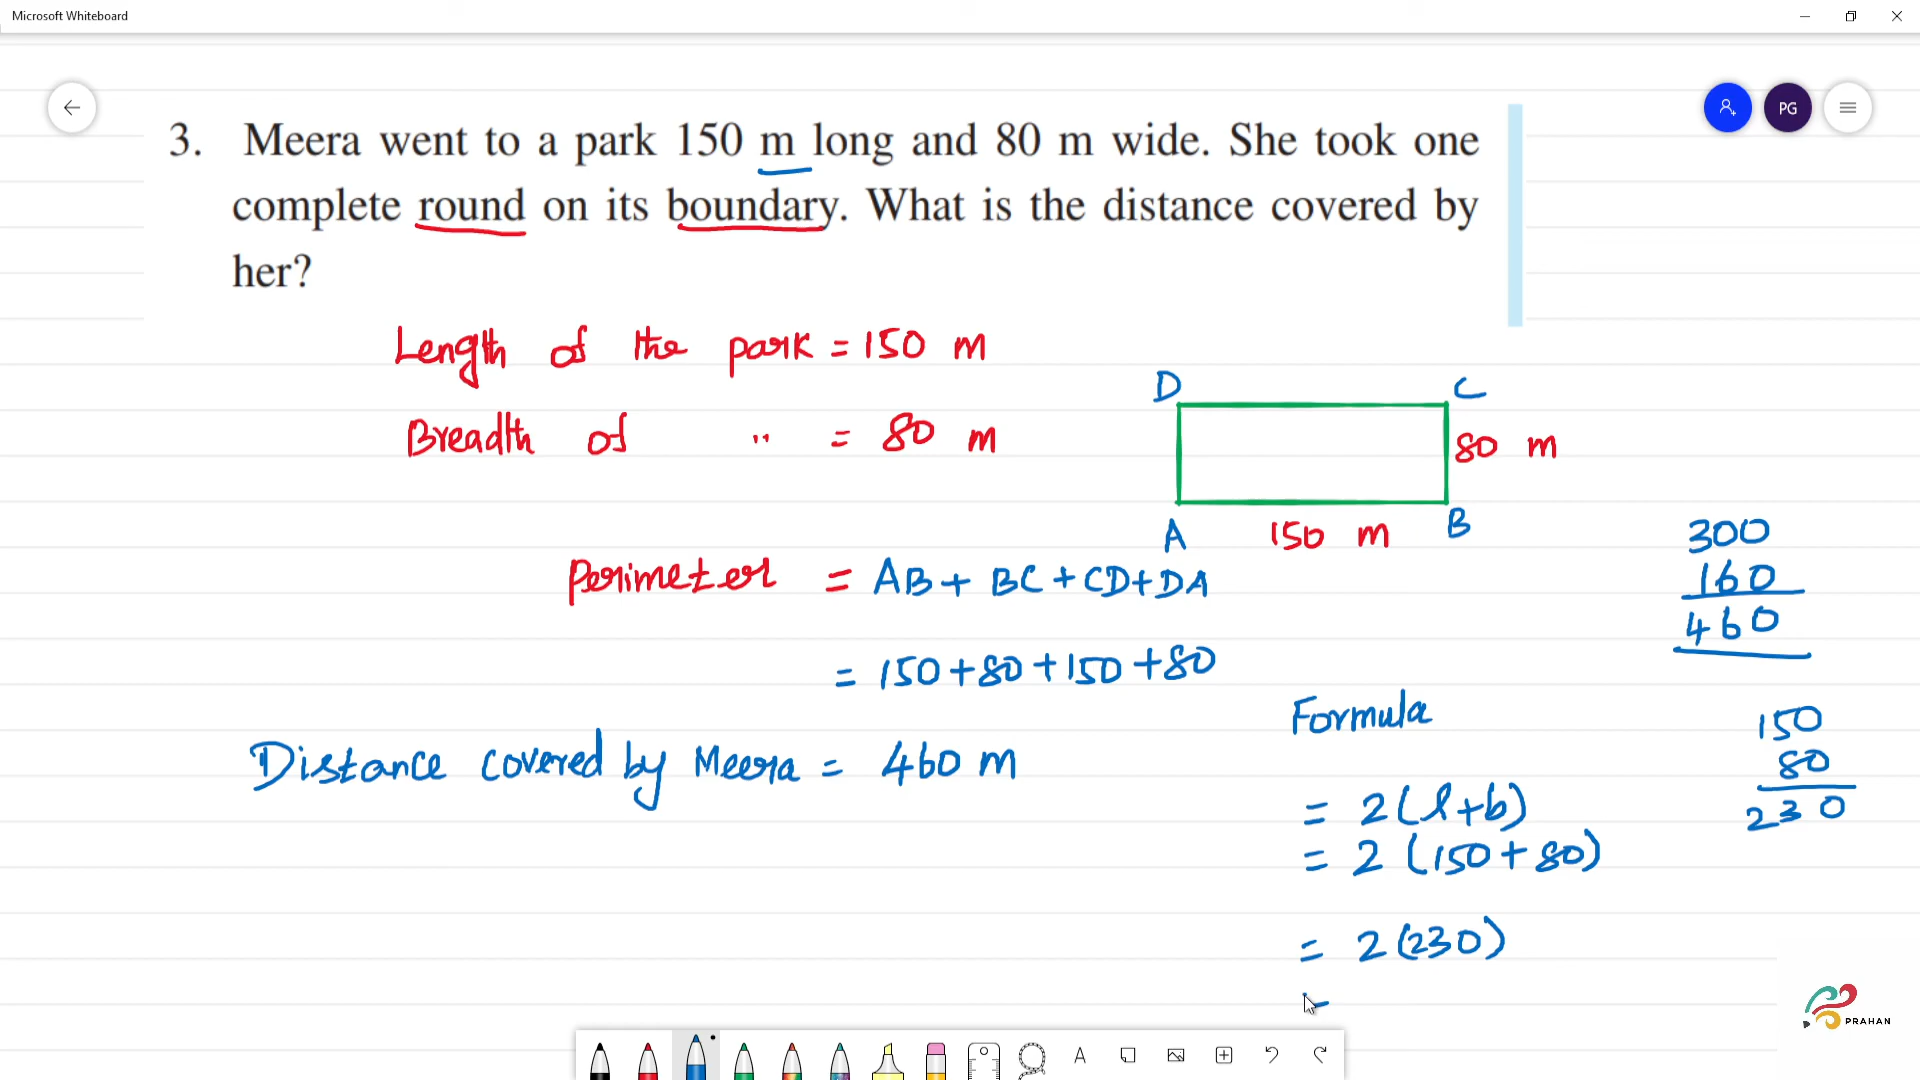 Microsoft Whiteboard
PG
3. Meera went to a park 150 m long and 80 m wide. She took one
complete round on its boundary. What is the distance covered by
her?
Length of the park = 150 m
Breadth of " = 80 m
D C
80 m
A 150 m B
Perimeter = AB + BC + CD + DA
= 150 + 80 + 150 + 80
Distance covered by Meera = 460 m
300
160
460
Formula
= 2 (l+b)
= 2 (150 + 80)
= 2 (230)
=
150
80
230
PRAHAN
A